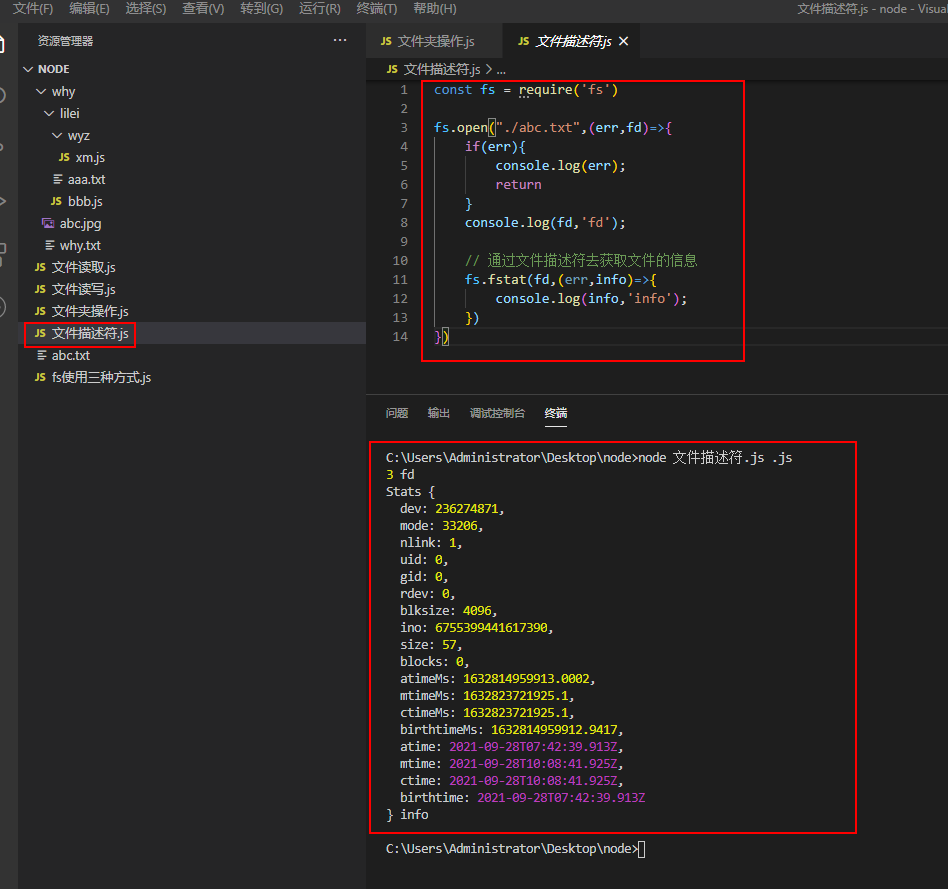 文件(F) 编辑(E) 选择(S) 查看(V) 转到(G) 运行(R) 终端(T) 帮助(H) 文件描述符.js - node - Visual
资源管理器 ···
NODE
why
lilei
wyz
JS xm.js
aaa.txt
JS bbb.js
abc.jpg
why.txt
JS 文件读取.js
JS 文件读写.js
JS 文件夹操作.js
JS 文件描述符.js
abc.txt
JS fs使用三种方式.js
JS 文件夹操作.js JS 文件描述符.js ×
JS 文件描述符.js > ...
1 const fs = require('fs')
2
3 fs.open("./abc.txt",(err,fd)=>{
4 if(err){
5 console.log(err);
6 return
7 }
8 console.log(fd,'fd');
9
10 // 通过文件描述符去获取文件的信息
11 fs.fstat(fd,(err,info)=>{
12 console.log(info,'info');
13 })
14 })
问题 输出 调试控制台 终端
C:\Users\Administrator\Desktop\node>node 文件描述符.js .js
3 fd
Stats {
dev: 236274871,
mode: 33206,
nlink: 1,
uid: 0,
gid: 0,
rdev: 0,
blksize: 4096,
ino: 6755399441617390,
size: 57,
blocks: 0,
atimeMs: 1632814959913.0002,
mtimeMs: 1632823721925.1,
ctimeMs: 1632823721925.1,
birthtimeMs: 1632814959912.9417,
atime: 2021-09-28T07:42:39.913Z,
mtime: 2021-09-28T10:08:41.925Z,
ctime: 2021-09-28T10:08:41.925Z,
birthtime: 2021-09-28T07:42:39.913Z
} info
C:\Users\Administrator\Desktop\node>